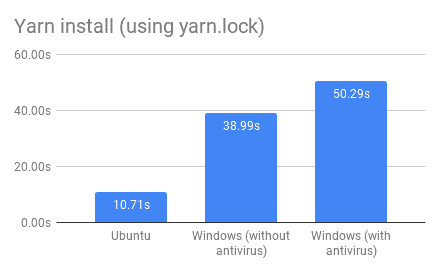 Yarn install (using yarn.lock)
60.00s
40.00s
20.00s
0.00s
10.71s
38.99s
50.29s
Ubuntu
Windows (without
antivirus)
Windows (with
antivirus)